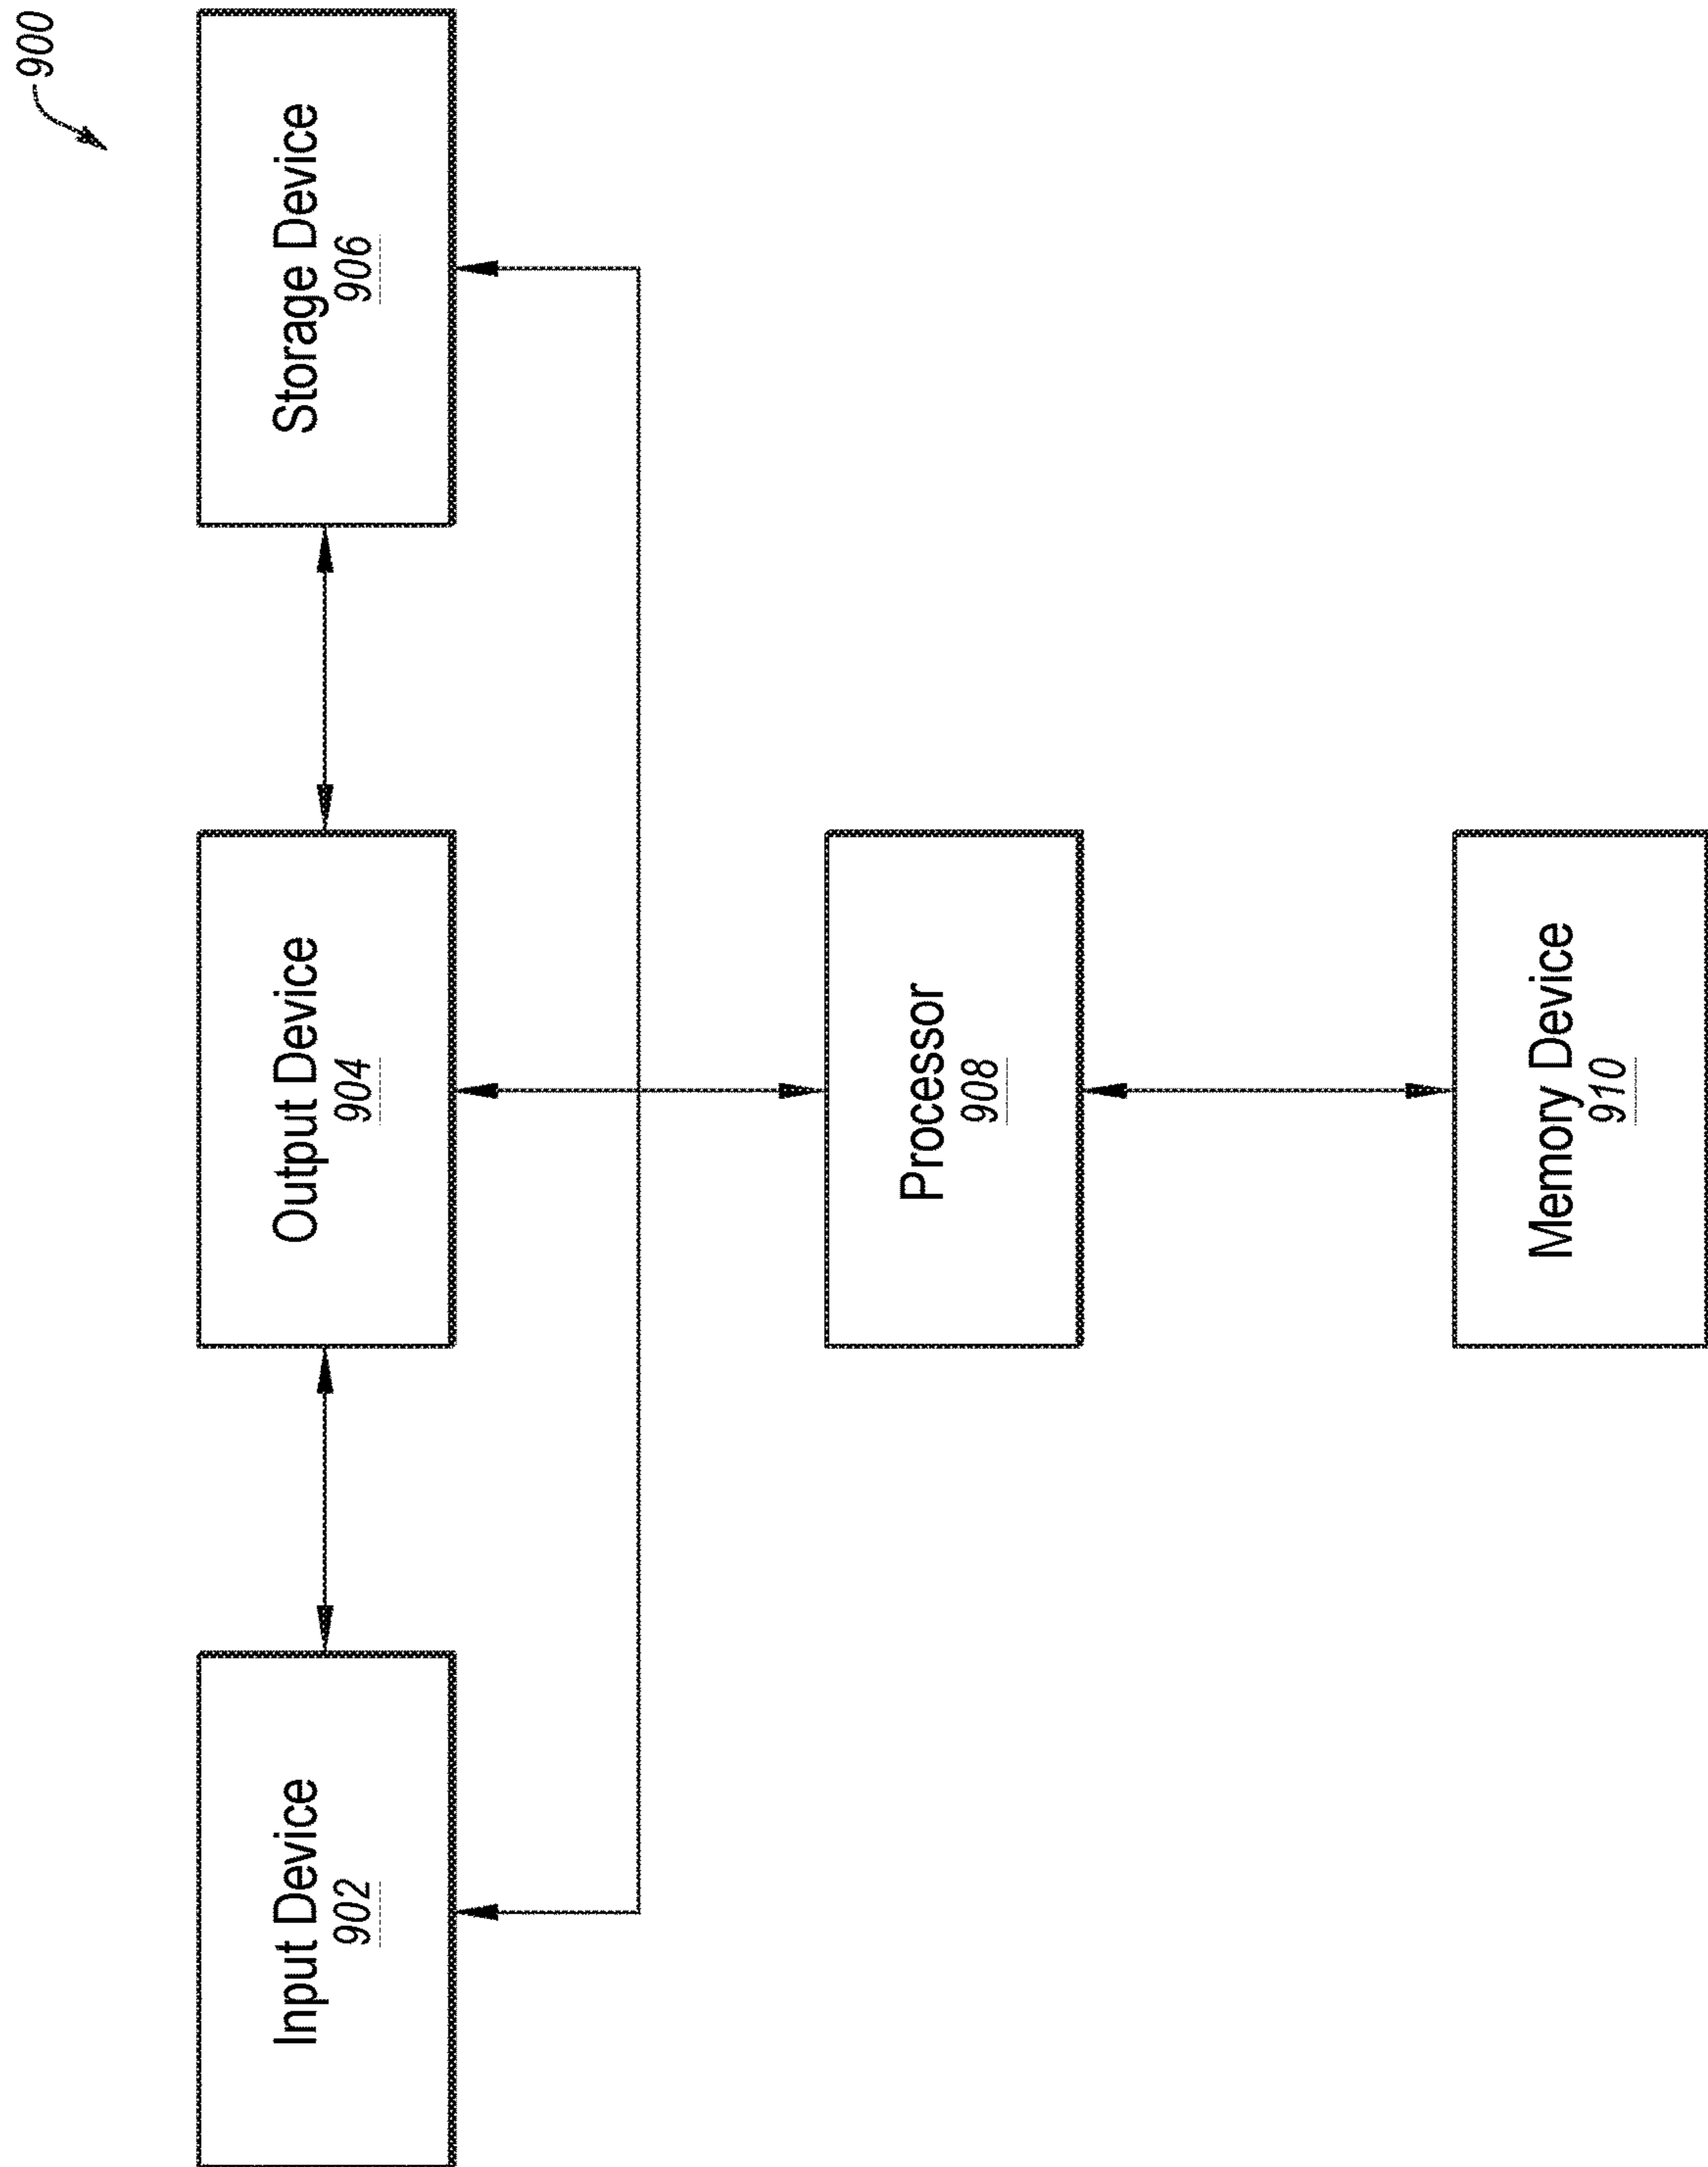 900
Input Device
902
Output Device
904
Storage Device
906
Processor
908
Memory Device
910